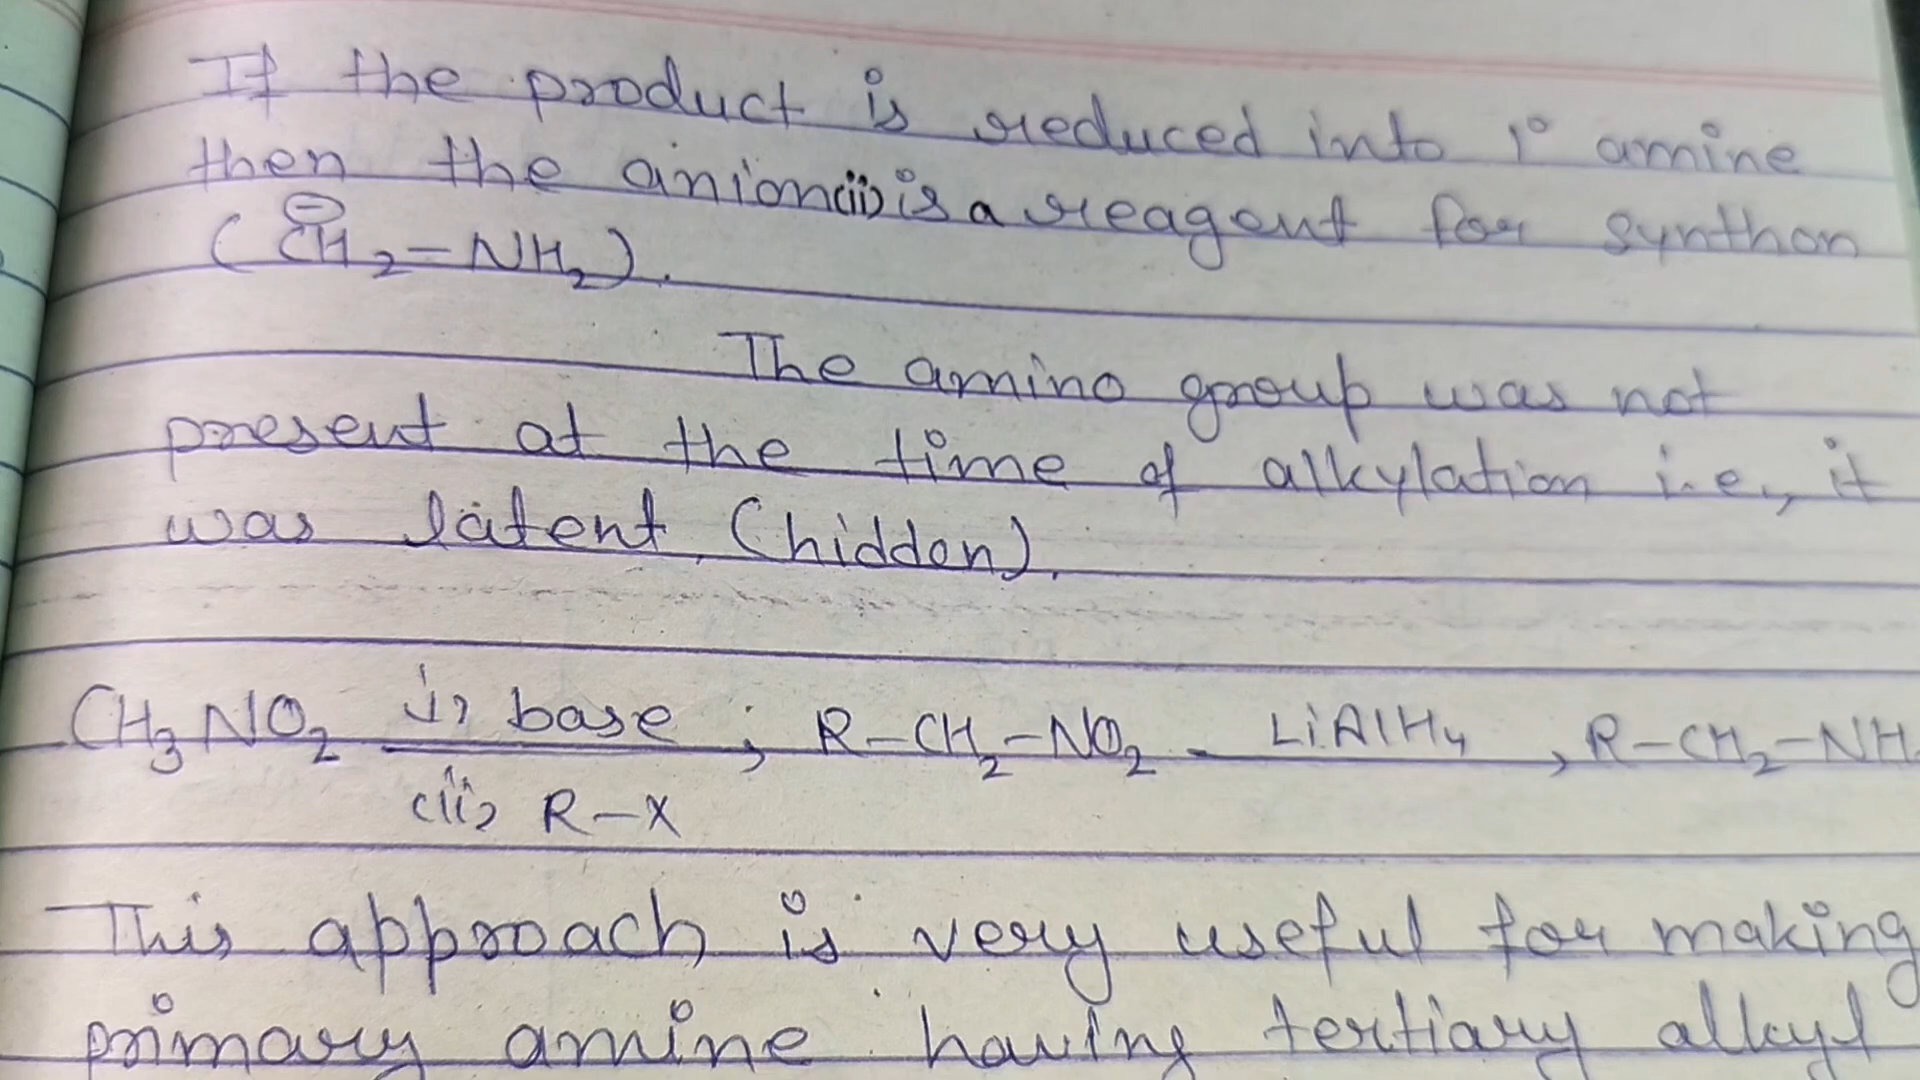 If the product is reduced into 1° amine
then the anion(ii) is a reagent for synthon
(⊖CH₂-NH₂).
The amino group was not
present at the time of alkylation i.e., it
was latent (hidden).
CH₃NO₂ i) base ; R-CH₂-NO₂ LiAlH₄ , R-CH₂-NH
(ii) R-X
This approach is very useful for making
primary amine having tertiary alkyl